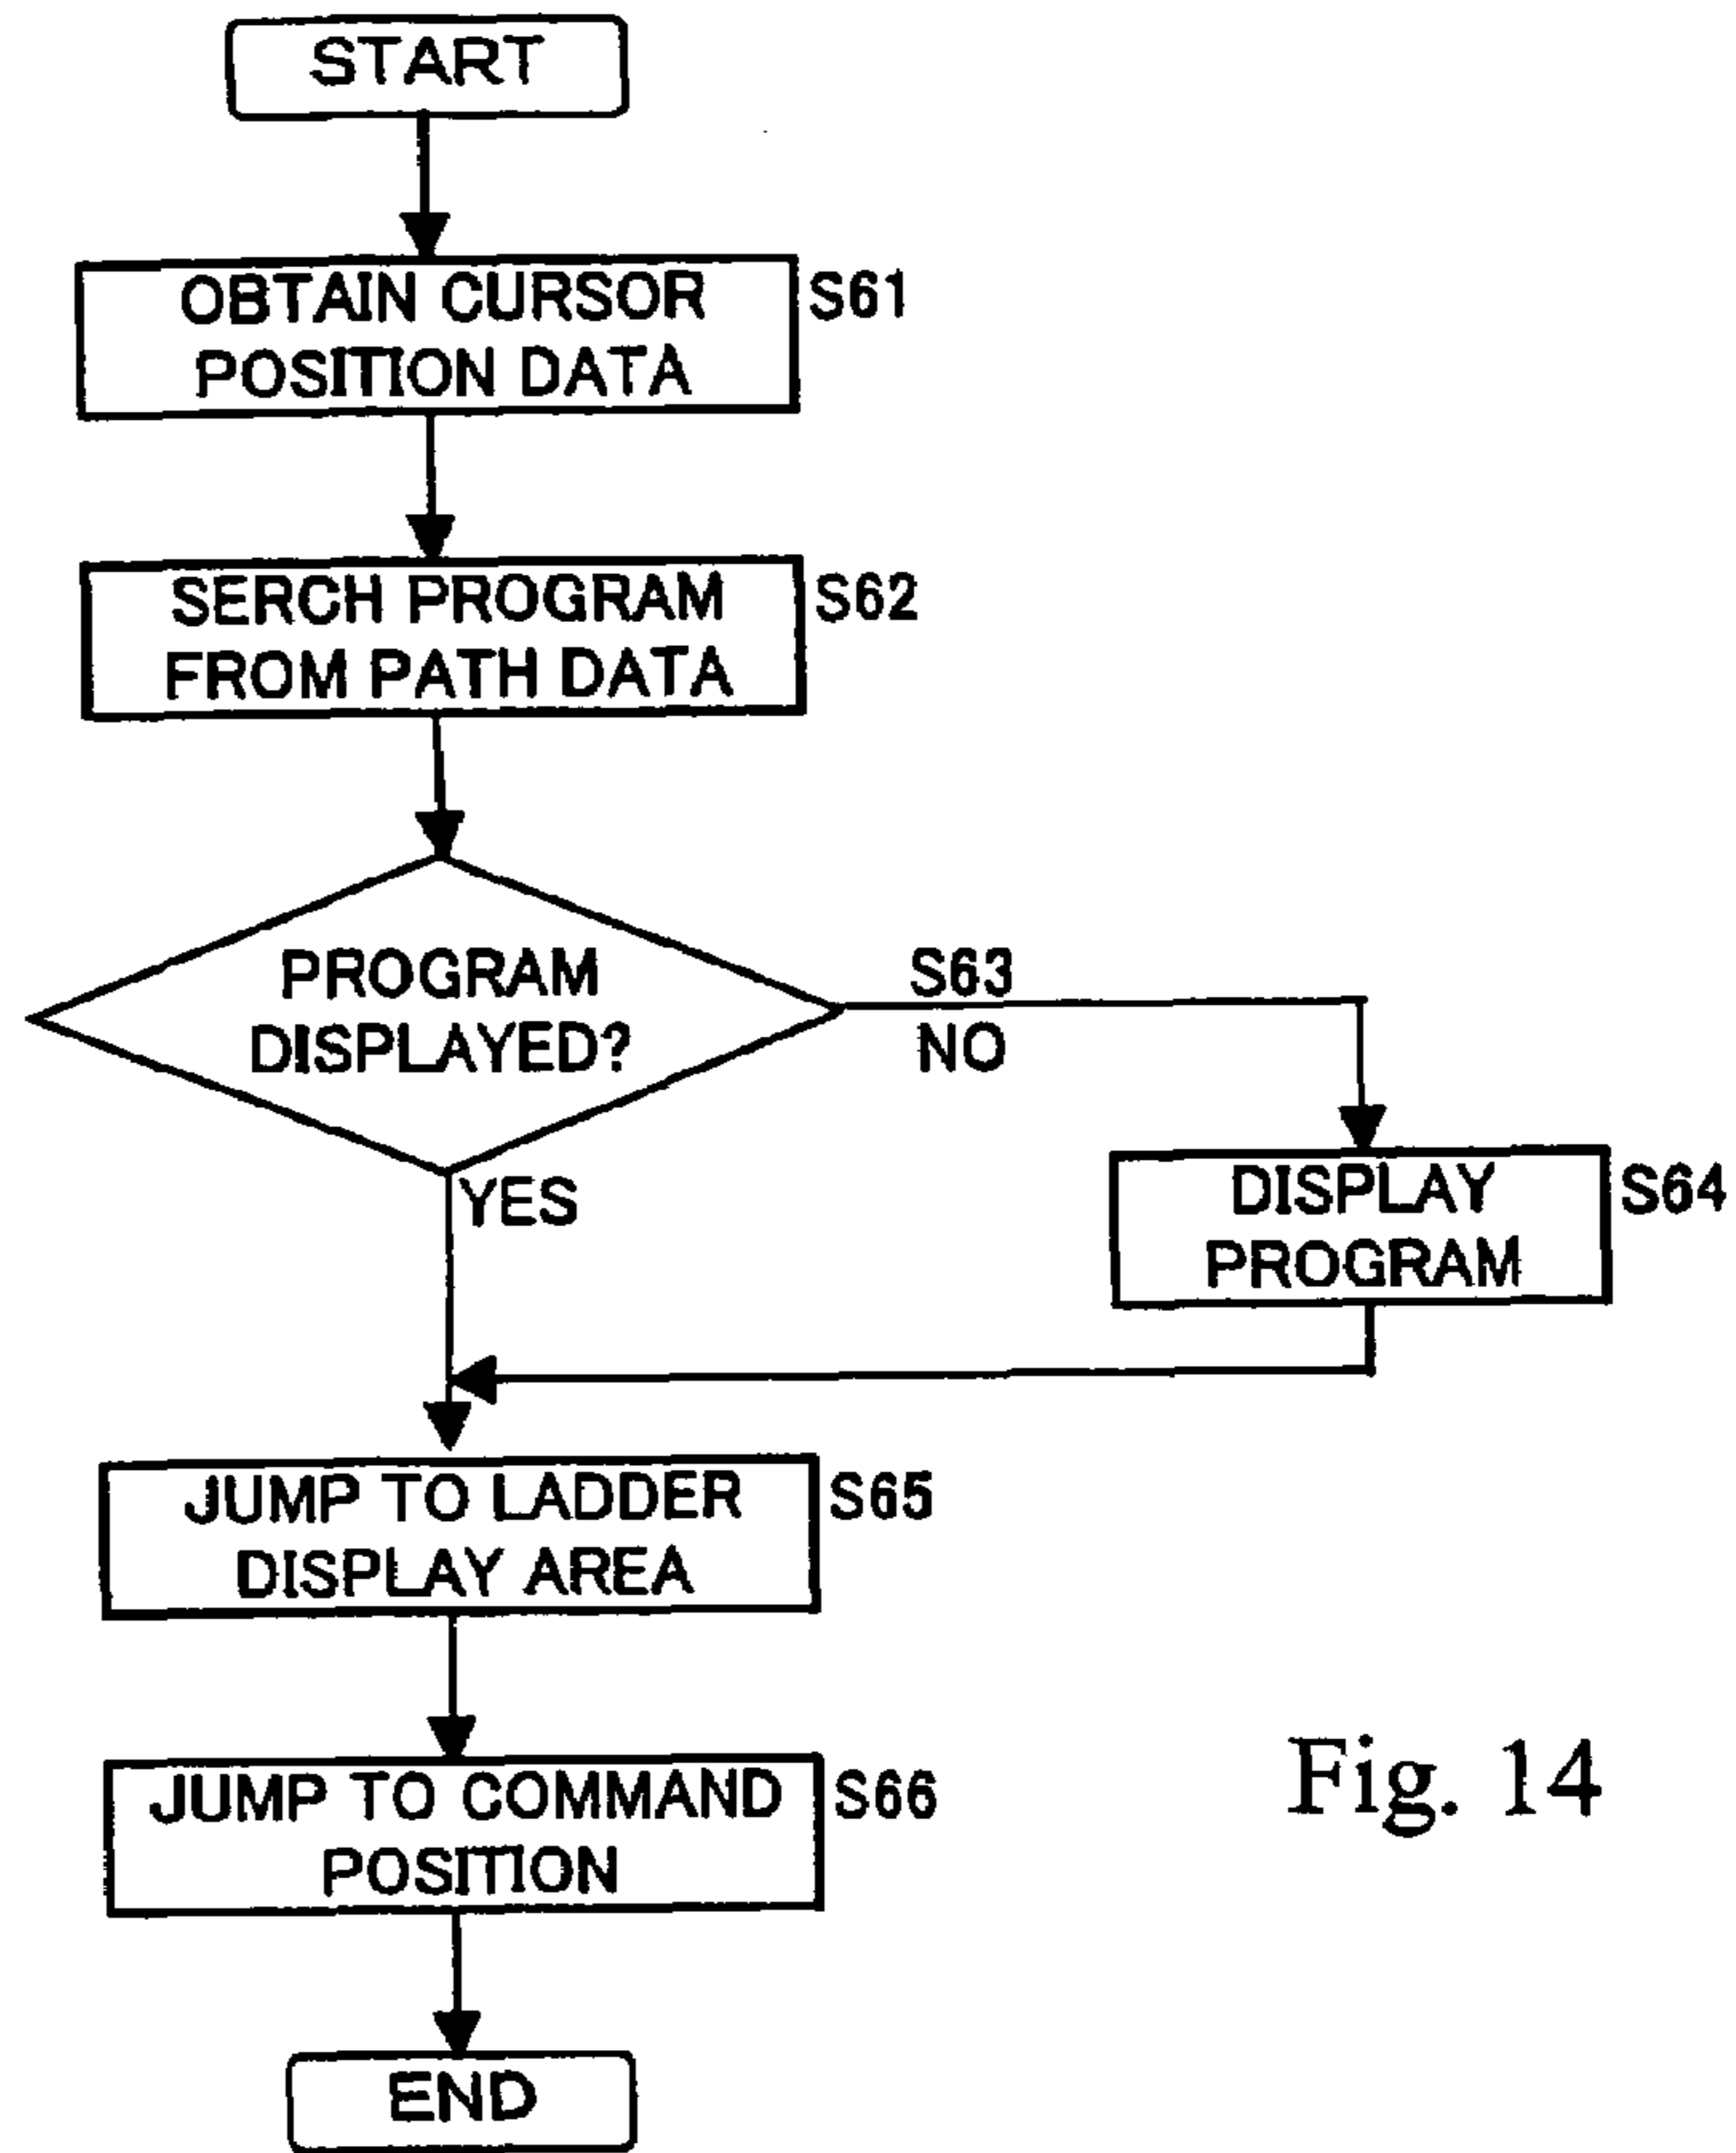 START
OBTAIN CURSOR
POSITION DATA
S61
SERCH PROGRAM
FROM PATH DATA
S62
PROGRAM
DISPLAYED?
S63
NO
YES
DISPLAY
PROGRAM
S64
JUMP TO LADDER
DISPLAY AREA
S65
JUMP TO COMMAND
POSITION
S66
END
Fig. 14